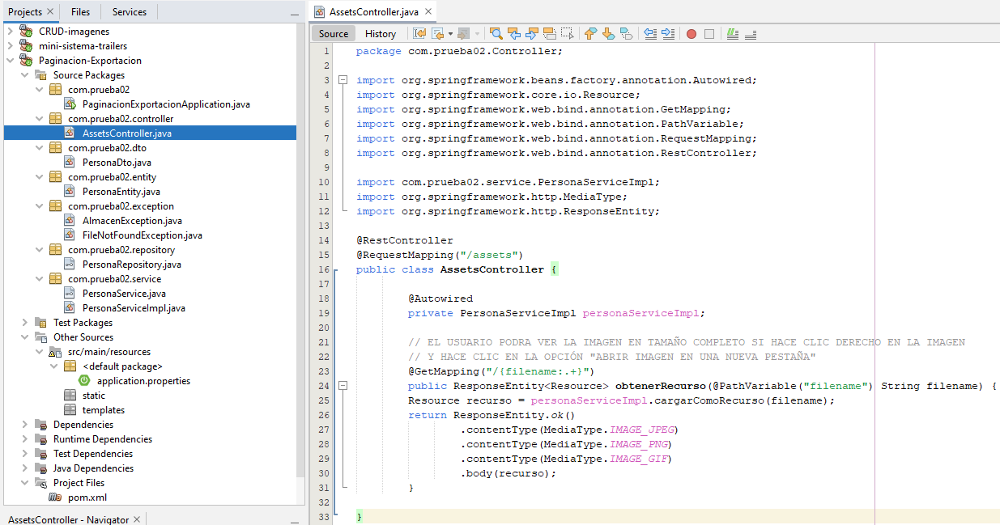 Projects
Files
Services
CRUD-imagenes
mini-sistema-trailers
Paginacion-Exportacion
Source Packages
com.prueba02
PaginacionExportacionApplication.java
com.prueba02.controller
AssetsController.java
com.prueba02.dto
PersonaDto.java
com.prueba02.entity
PersonaEntity.java
com.prueba02.exception
AlmacenException.java
FileNotFoundException.java
com.prueba02.repository
PersonaRepository.java
com.prueba02.service
PersonaService.java
PersonaServiceImpl.java
Test Packages
Other Sources
src/main/resources
<default package>
application.properties
static
templates
Dependencies
Runtime Dependencies
Test Dependencies
Java Dependencies
Project Files
pom.xml
AssetsController - Navigator
AssetsController.java
Source History
1 package com.prueba02.Controller;
2
3 import org.springframework.beans.factory.annotation.Autowired;
4 import org.springframework.core.io.Resource;
5 import org.springframework.web.bind.annotation.GetMapping;
6 import org.springframework.web.bind.annotation.PathVariable;
7 import org.springframework.web.bind.annotation.RequestMapping;
8 import org.springframework.web.bind.annotation.RestController;
9
10 import com.prueba02.service.PersonaServiceImpl;
11 import org.springframework.http.MediaType;
12 import org.springframework.http.ResponseEntity;
13
14 @RestController
15 @RequestMapping("/assets")
16 public class AssetsController {
17
18 @Autowired
19 private PersonaServiceImpl personaServiceImpl;
20
21 // EL USUARIO PODRA VER LA IMAGEN EN TAMAÑO COMPLETO SI HACE CLIC DERECHO EN LA IMAGEN
22 // Y HACE CLIC EN LA OPCIÓN "ABRIR IMAGEN EN UNA NUEVA PESTAÑA"
23 @GetMapping("/{filename:.+}")
24 public ResponseEntity<Resource> obtenerRecurso(@PathVariable("filename") String filename) {
25 Resource recurso = personaServiceImpl.cargarComoRecurso(filename);
26 return ResponseEntity.ok()
27 .contentType(MediaType.IMAGE_JPEG)
28 .contentType(MediaType.IMAGE_PNG)
29 .contentType(MediaType.IMAGE_GIF)
30 .body(recurso);
31 }
32
33 }